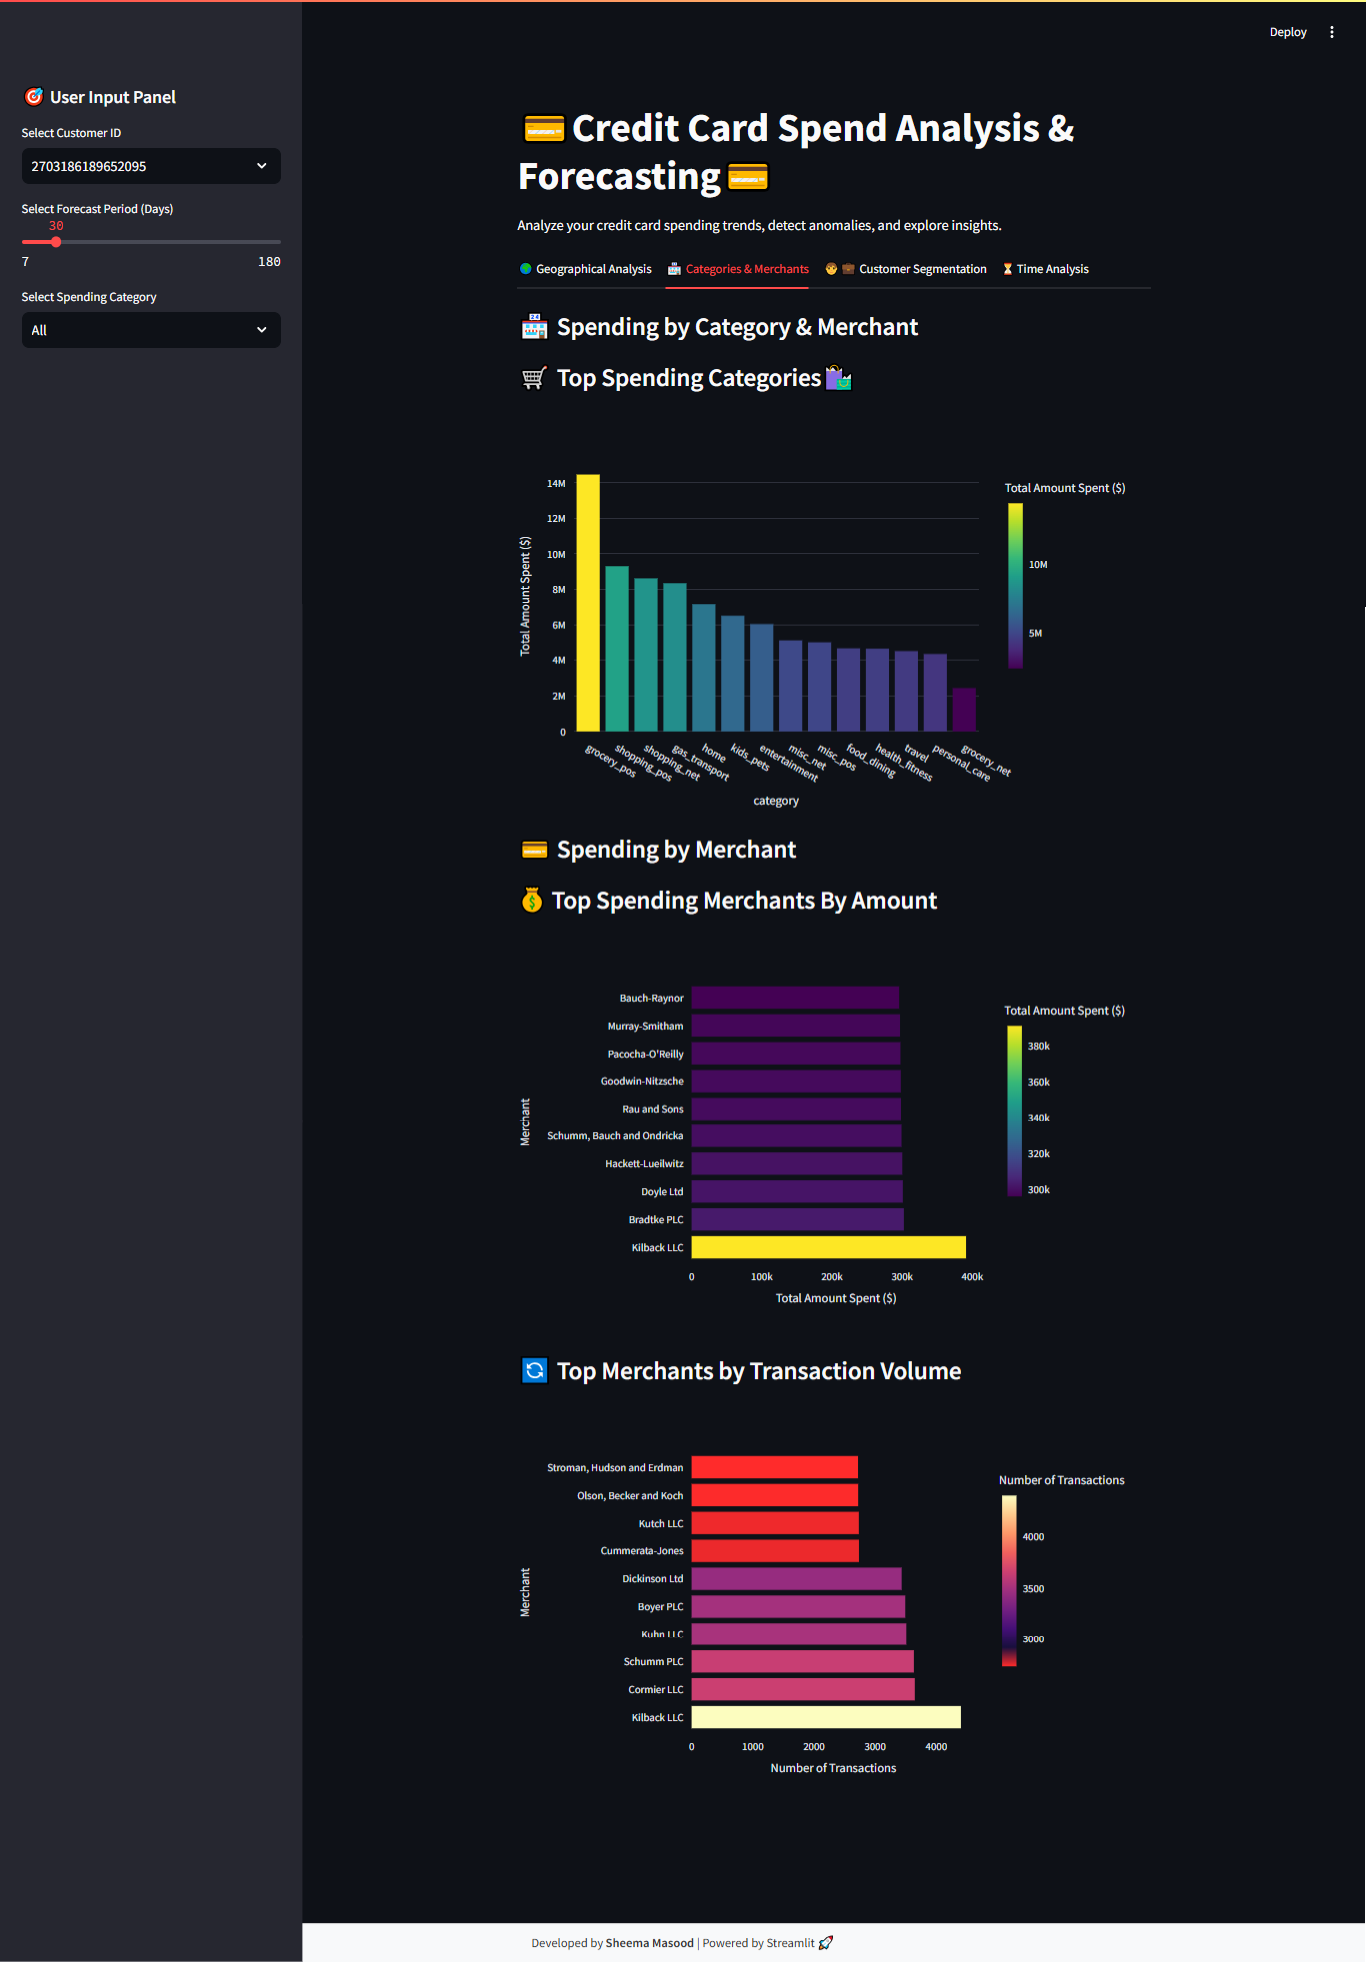 Deploy
User Input Panel
Select Customer ID
2703186189652095
Select Forecast Period (Days)
30
7 180
Select Spending Category
All
Credit Card Spend Analysis &
Forecasting
Analyze your credit card spending trends, detect anomalies, and explore insights.
Geographical Analysis Categories & Merchants Customer Segmentation Time Analysis
Spending by Category & Merchant
Top Spending Categories
Total Amount Spent ($)
14M
12M
10M
8M
6M
4M
2M
0
grocery_pos
shopping_pos
shopping_net
gas_transport
home
kids_pets
entertainment
misc_net
misc_pos
food_dining
health_fitness
travel
personal_care
grocery_net
category
Total Amount Spent ($)
10M
5M
Spending by Merchant
Top Spending Merchants By Amount
Merchant
Bauch-Raynor
Murray-Smitham
Pacocha-O'Reilly
Goodwin-Nitzsche
Rau and Sons
Schumm, Bauch and Ondricka
Hackett-Lueilwitz
Doyle Ltd
Bradtke PLC
Kilback LLC
0 100k 200k 300k 400k
Total Amount Spent ($)
Total Amount Spent ($)
380k
360k
340k
320k
300k
Top Merchants by Transaction Volume
Merchant
Stroman, Hudson and Erdman
Olson, Becker and Koch
Kutch LLC
Cummerata-Jones
Dickinson Ltd
Boyer PLC
Kuhn LLC
Schumm PLC
Cormier LLC
Kilback LLC
0 1000 2000 3000 4000
Number of Transactions
Number of Transactions
4000
3500
3000
Developed by Sheema Masood | Powered by Streamlit